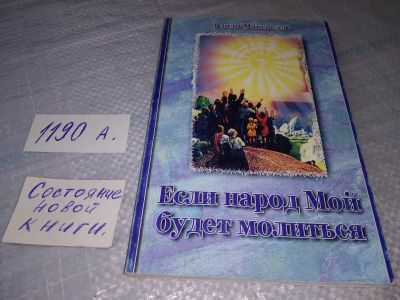 1190 А.
Состояние
новой
книги.
Если народ Мой
будет молиться